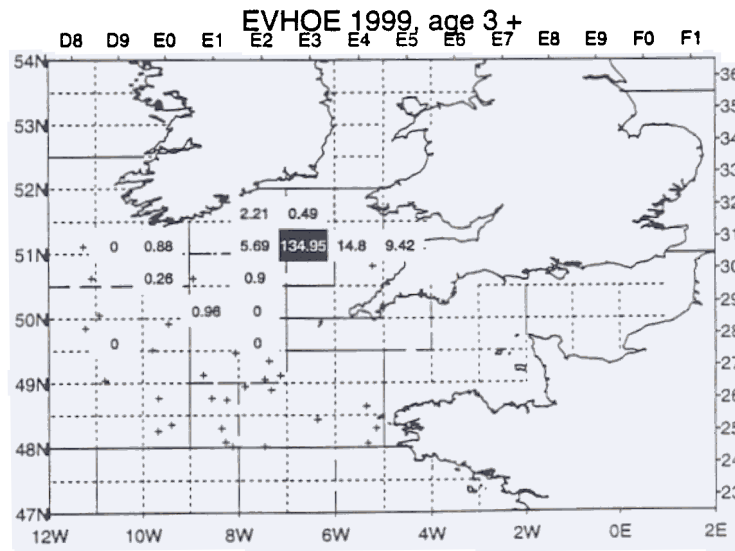 EVHOE 1999, age 3 +
D8 D9 E0 E1 E2 E3 E4 E5 E6 E7 E8 E9 F0 F1
54N
36
35
53N
34
33
52N
32
2.21 0.49
31
51N 0 0.88 5.69 134.95 14.8 9.42
30
0.26 0.9
29
50N 0.96 0
28
0 0
27
49N
26
25
48N
24
23
47N
12W 10W 8W 6W 4W 2W 0E 2E